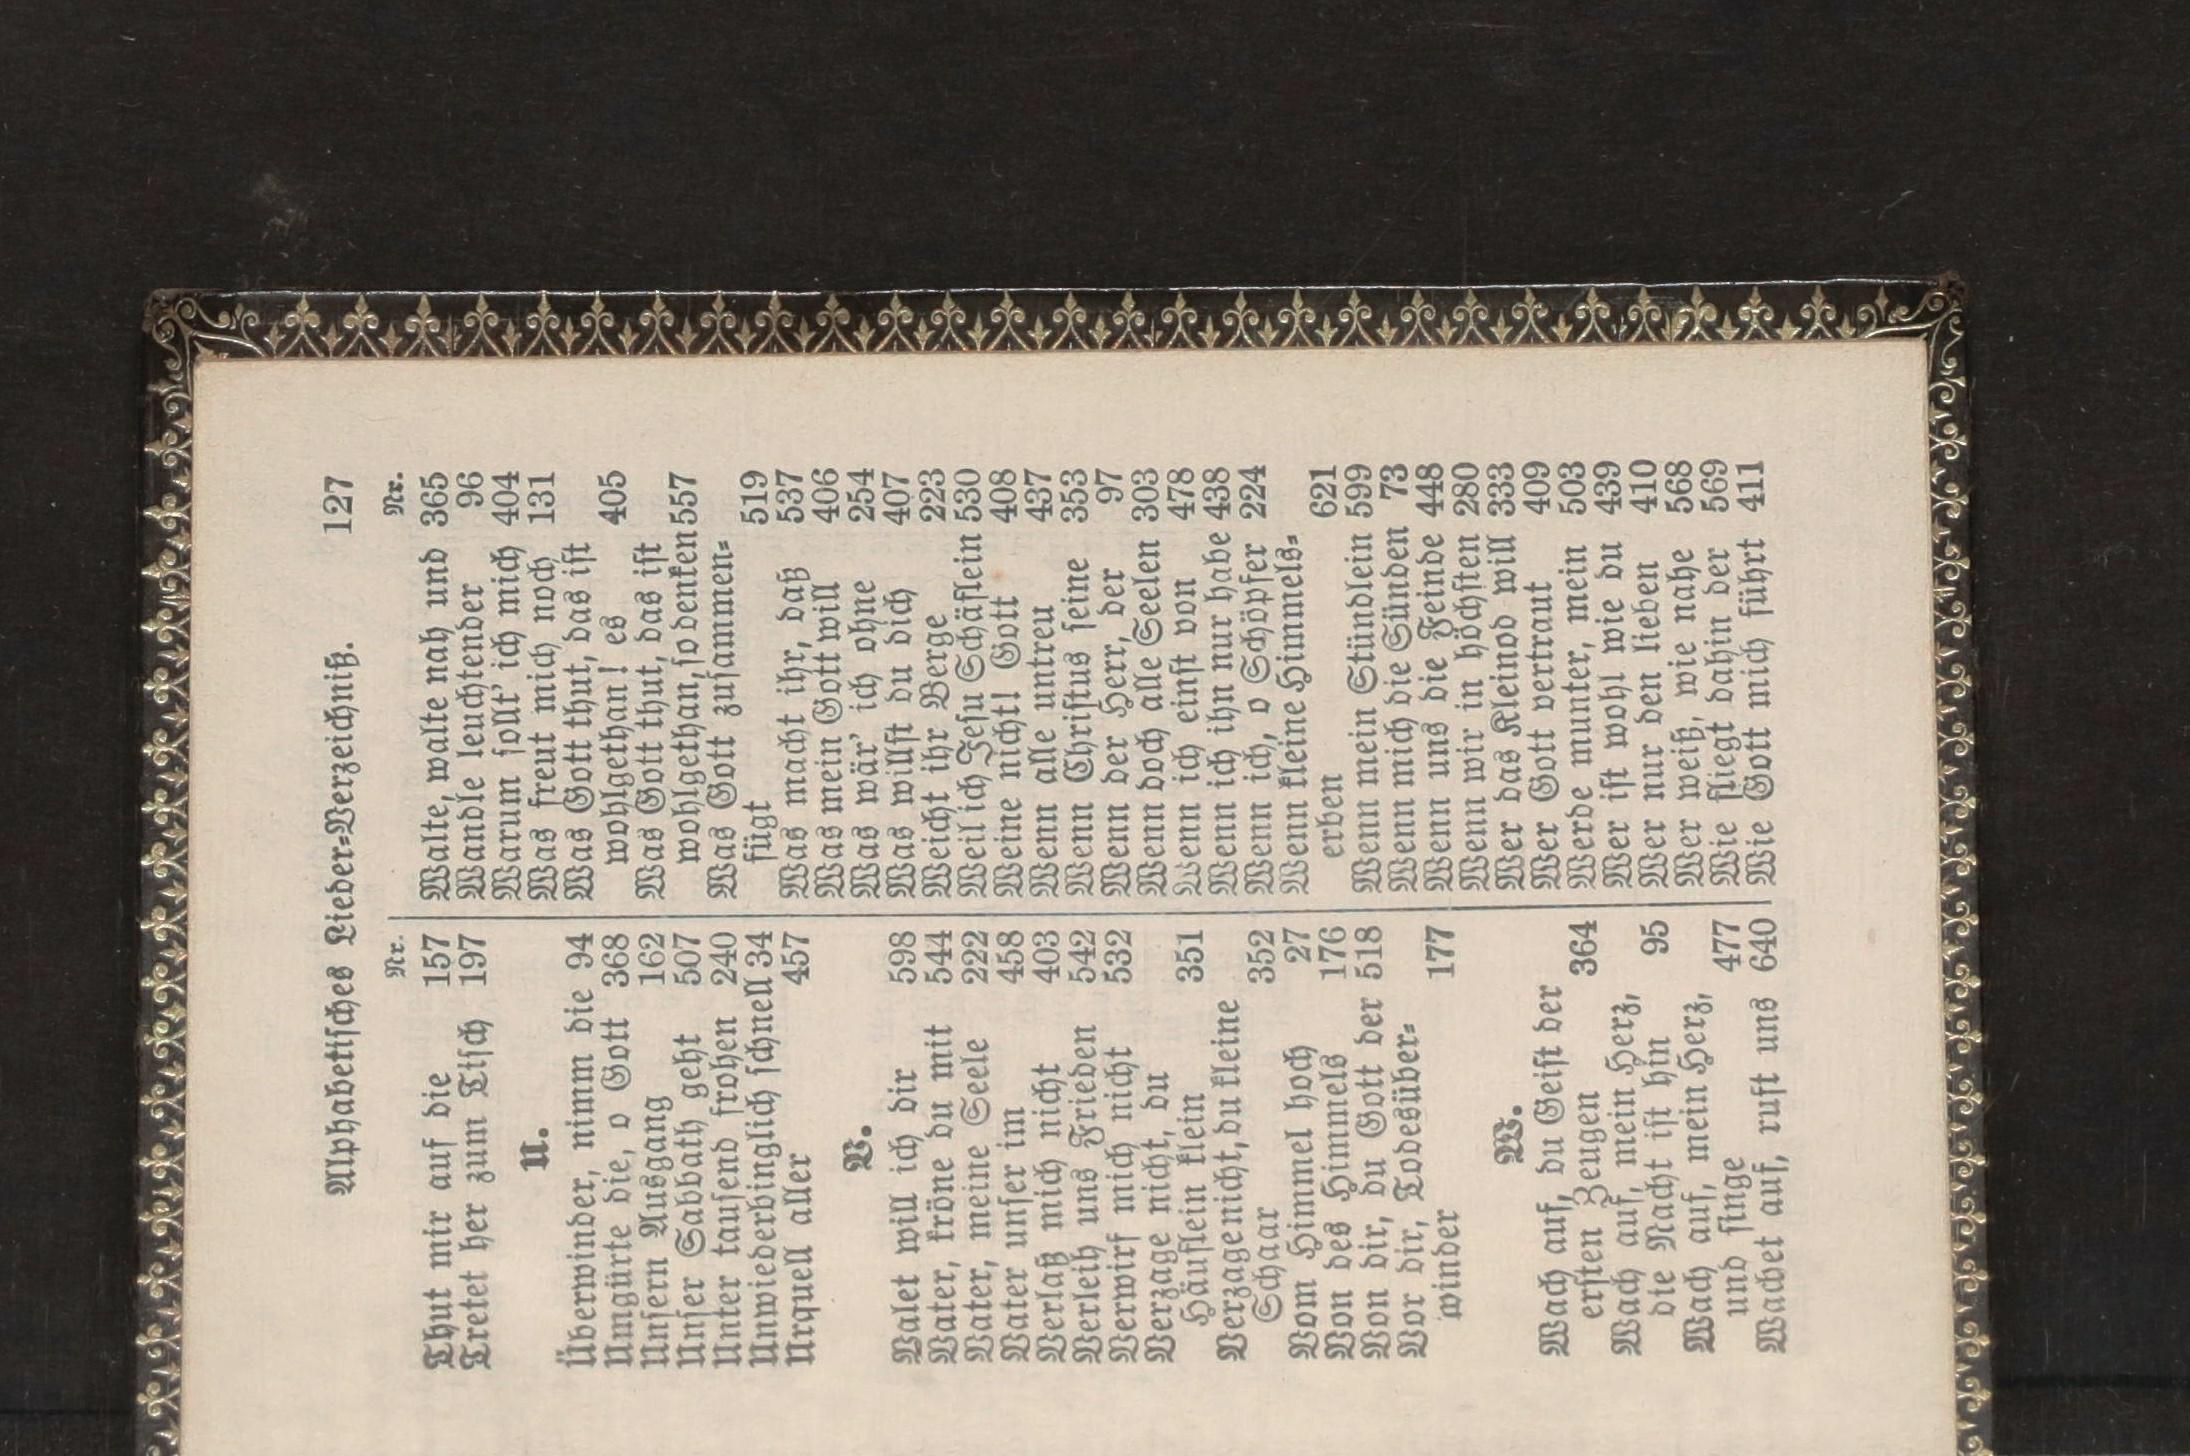 Alphabetisches Lieder=Verzeichniß. 127
Nr.
Thut mir auf die 157
Tretet her zum Tisch 197
U.
Überwinder, nimm die 94
Umgürte die, o Gott 368
Unsern Ausgang 162
Unser Sabbath geht 507
Unter tausend frohen 240
Unwiederbinglich schnell 34
Urquell aller 457
V.
Valet will ich dir 598
Vater, kröne du mit 544
Vater, meine Seele 222
Vater unser im 458
Verlaß mich nicht 403
Verleih uns Frieden 542
Verwirf mich nicht 532
Verzage nicht, du
Häuflein klein 351
Verzage nicht, du kleine
Schaar 352
Vom Himmel hoch 27
Von des Himmels 176
Von dir, du Gott der 518
Vor dir, Todesüber=
winder 177
W.
Wach auf, du Geist der
ersten Zeugen 364
Wach auf, mein Herz,
die Nacht ist hin 95
Wach auf, mein Herz,
und singe 477
Wachet auf, ruft uns 640
Nr.
Walte, walte nah und 365
Wandle leuchtender 96
Warum sollt' ich mich 404
Was freut mich noch 131
Was Gott thut, das ist
wohlgethan! es 405
Was Gott thut, das ist
wohlgethan, so denken 557
Was Gott zusammen=
fügt 519
Was macht ihr, daß 537
Was mein Gott will 406
Was wär' ich ohne 254
Was willst du dich 407
Weicht ihr Berge 223
Weil ich Jesu Schäflein 530
Weine nicht! Gott 408
Wenn alle untreu 437
Wenn Christus seine 353
Wenn der Herr, der 97
Wenn doch alle Seelen 303
Wenn ich einst von 478
Wenn ich ihn nur habe 438
Wenn ich, o Schöpfer 224
Wenn kleine Himmels=
erben 621
Wenn mein Stündlein 599
Wenn mich die Sünden 73
Wenn uns die Feinde 448
Wenn wir in höchsten 280
Wer das Kleinod will 333
Wer Gott vertraut 409
Werde munter, mein 503
Wer ist wohl wie du 439
Wer nur den lieben 410
Wer weiß, wie nahe 568
Wie fliegt dahin der 569
Wie Gott mich führt 411